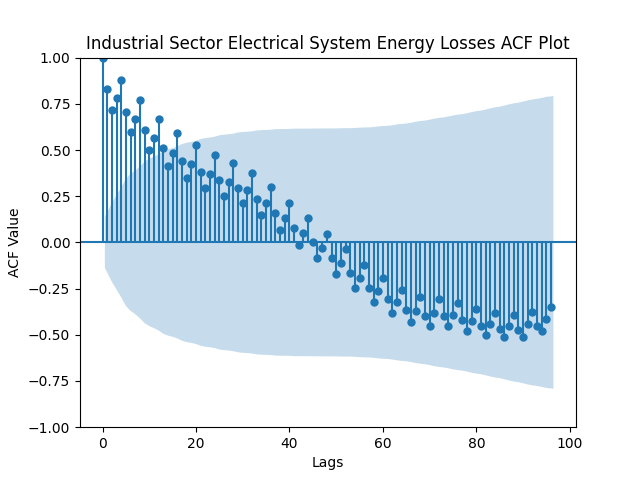 Industrial Sector Electrical System Energy Losses ACF Plot
1.00
0.75
0.50
0.25
0.00
−0.25
−0.50
−0.75
−1.00
ACF Value
0 20 40 60 80 100
Lags